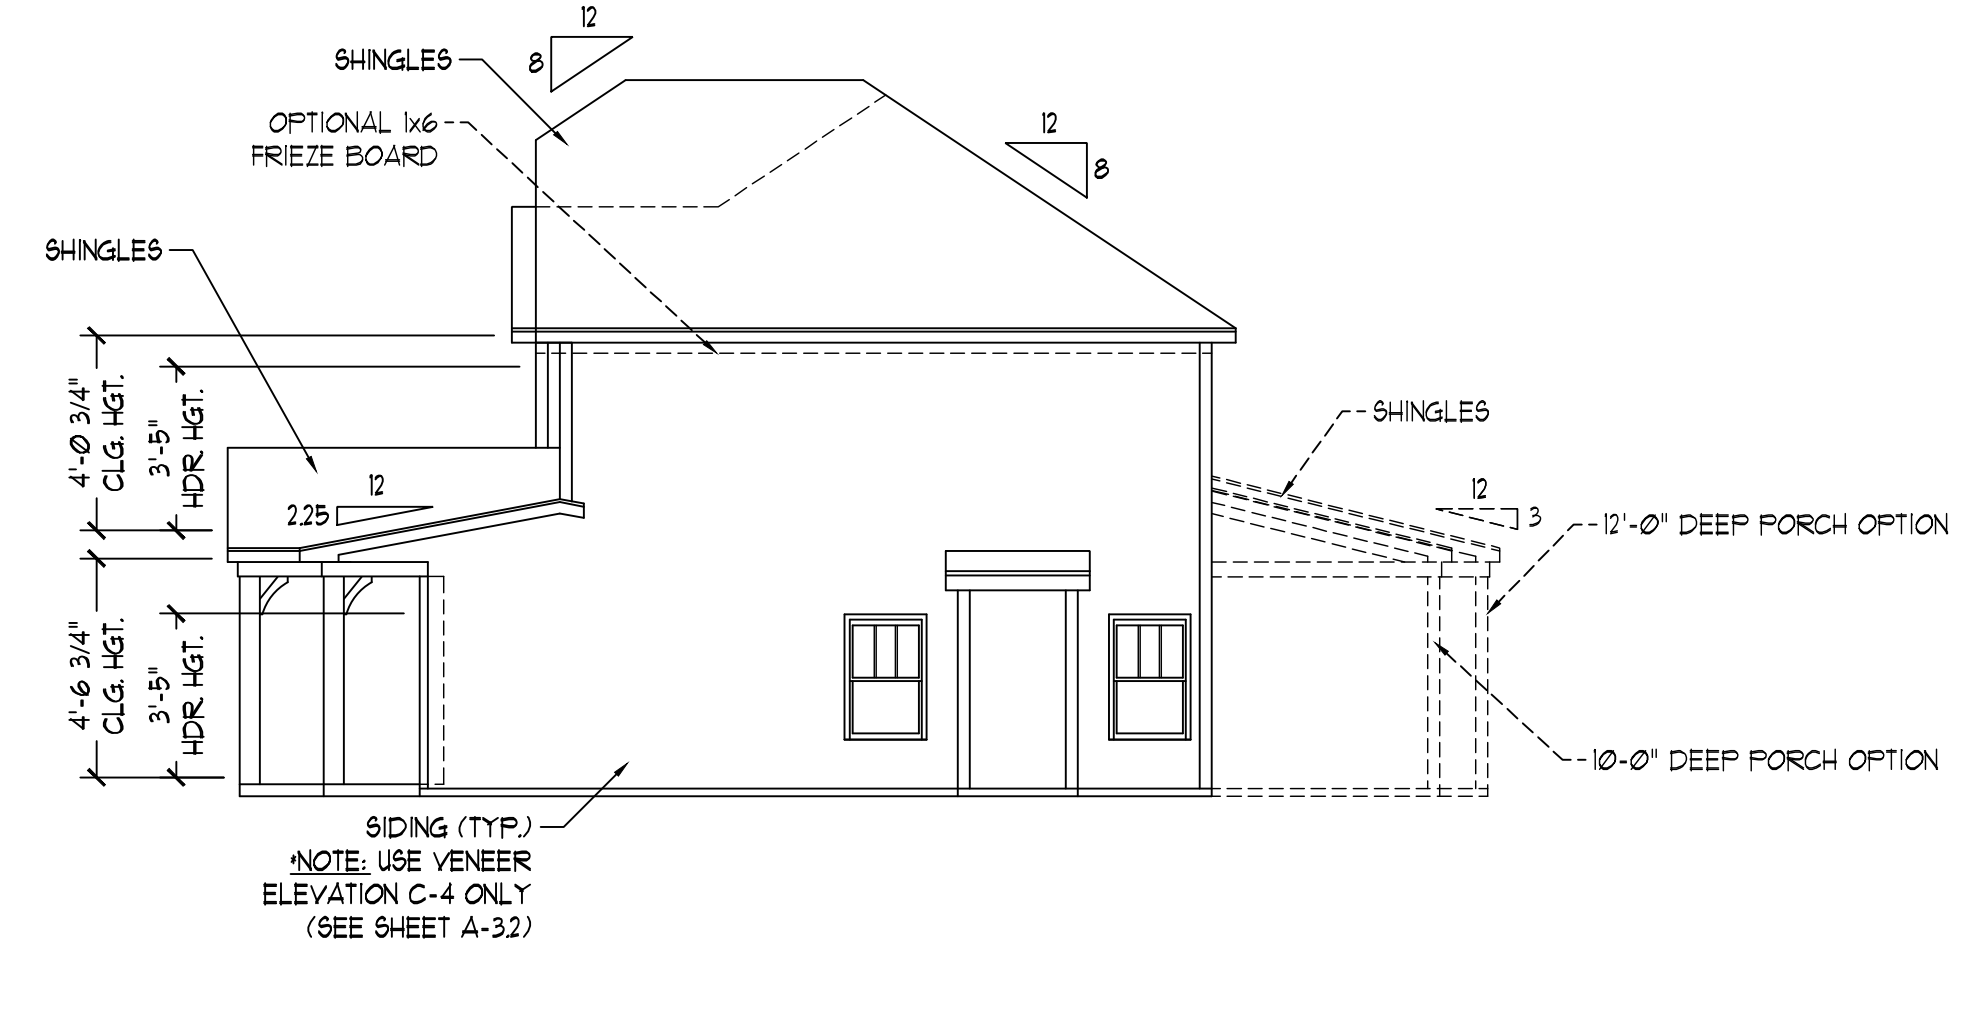 12
8
SHINGLES
OPTIONAL 1x6
FRIEZE BOARD
12
8
SHINGLES
4'-0 3/4"
CLG. HGT.
3'-5"
HDR. HGT.
SHINGLES
12
2.25
12
3
12'-0" DEEP PORCH OPTION
4'-6 3/4"
CLG. HGT.
3'-5"
HDR. HGT.
10-0" DEEP PORCH OPTION
SIDING (TYP.)
*NOTE: USE VENEER
ELEVATION C-4 ONLY
(SEE SHEET A-3.2)